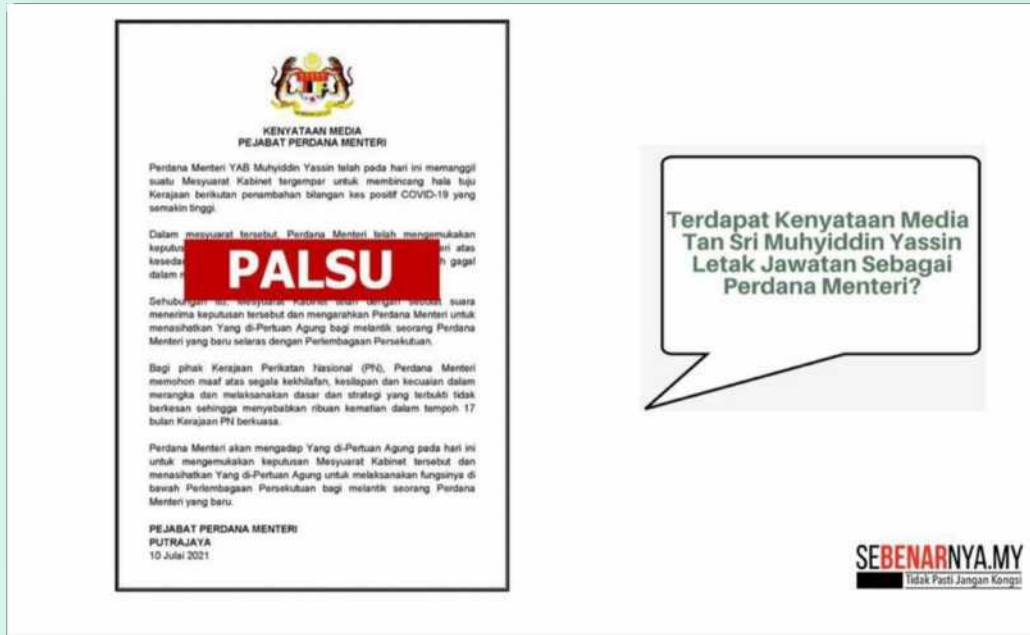 KENYATAAN MEDIA
PEJABAT PERDANA MENTERI
Perdana Menteri YAB Muhyiddin Yassin telah pada hari ini memanggil
suatu Mesyuarat Kabinet tergempar untuk membincang hala tuju
Kerajaan berikutan penambahan bilangan kes positif COVID-19 yang
semakin tinggi.
Dalam mesyuarat tersebut, Perdana Menteri telah mengemukakan
atas
gagal
dalam
PALSU
suara
menerima keputusan tersebut dan mengarahkan Perdana Menteri untuk
menasihatkan Yang di-Pertuan Agung bagi melantik seorang Perdana
Menteri yang baru selaras dengan Perlembagaan Persekutuan.
Bagi pihak Kerajaan Perikatan Nasional (PN), Perdana Menteri
memohon maaf atas segala kekhilafan, kesilapan dan kecuaian dalam
merangka dan melaksanakan dasar dan strategi yang terbukti tidak
berkesan sehingga menyebabkan ribuan kematian dalam tempoh 17
bulan Kerajaan PN berkuasa.
Perdana Menteri akan mengadap Yang di-Pertuan Agung pada hari ini
untuk mengemukakan keputusan Mesyuarat Kabinet tersebut dan
menasihatkan Yang di-Pertuan Agung untuk melaksanakan fungsinya di
bawah Perlembagaan Persekutuan bagi melantik seorang Perdana
Menteri yang baru.
PEJABAT PERDANA MENTERI
PUTRAJAYA
10 Julai 2021
Terdapat Kenyataan Media
Tan Sri Muhyiddin Yassin
Letak Jawatan Sebagai
Perdana Menteri?
SEBENARNYA.MY
Tidak Pasti Jangan Kongsi